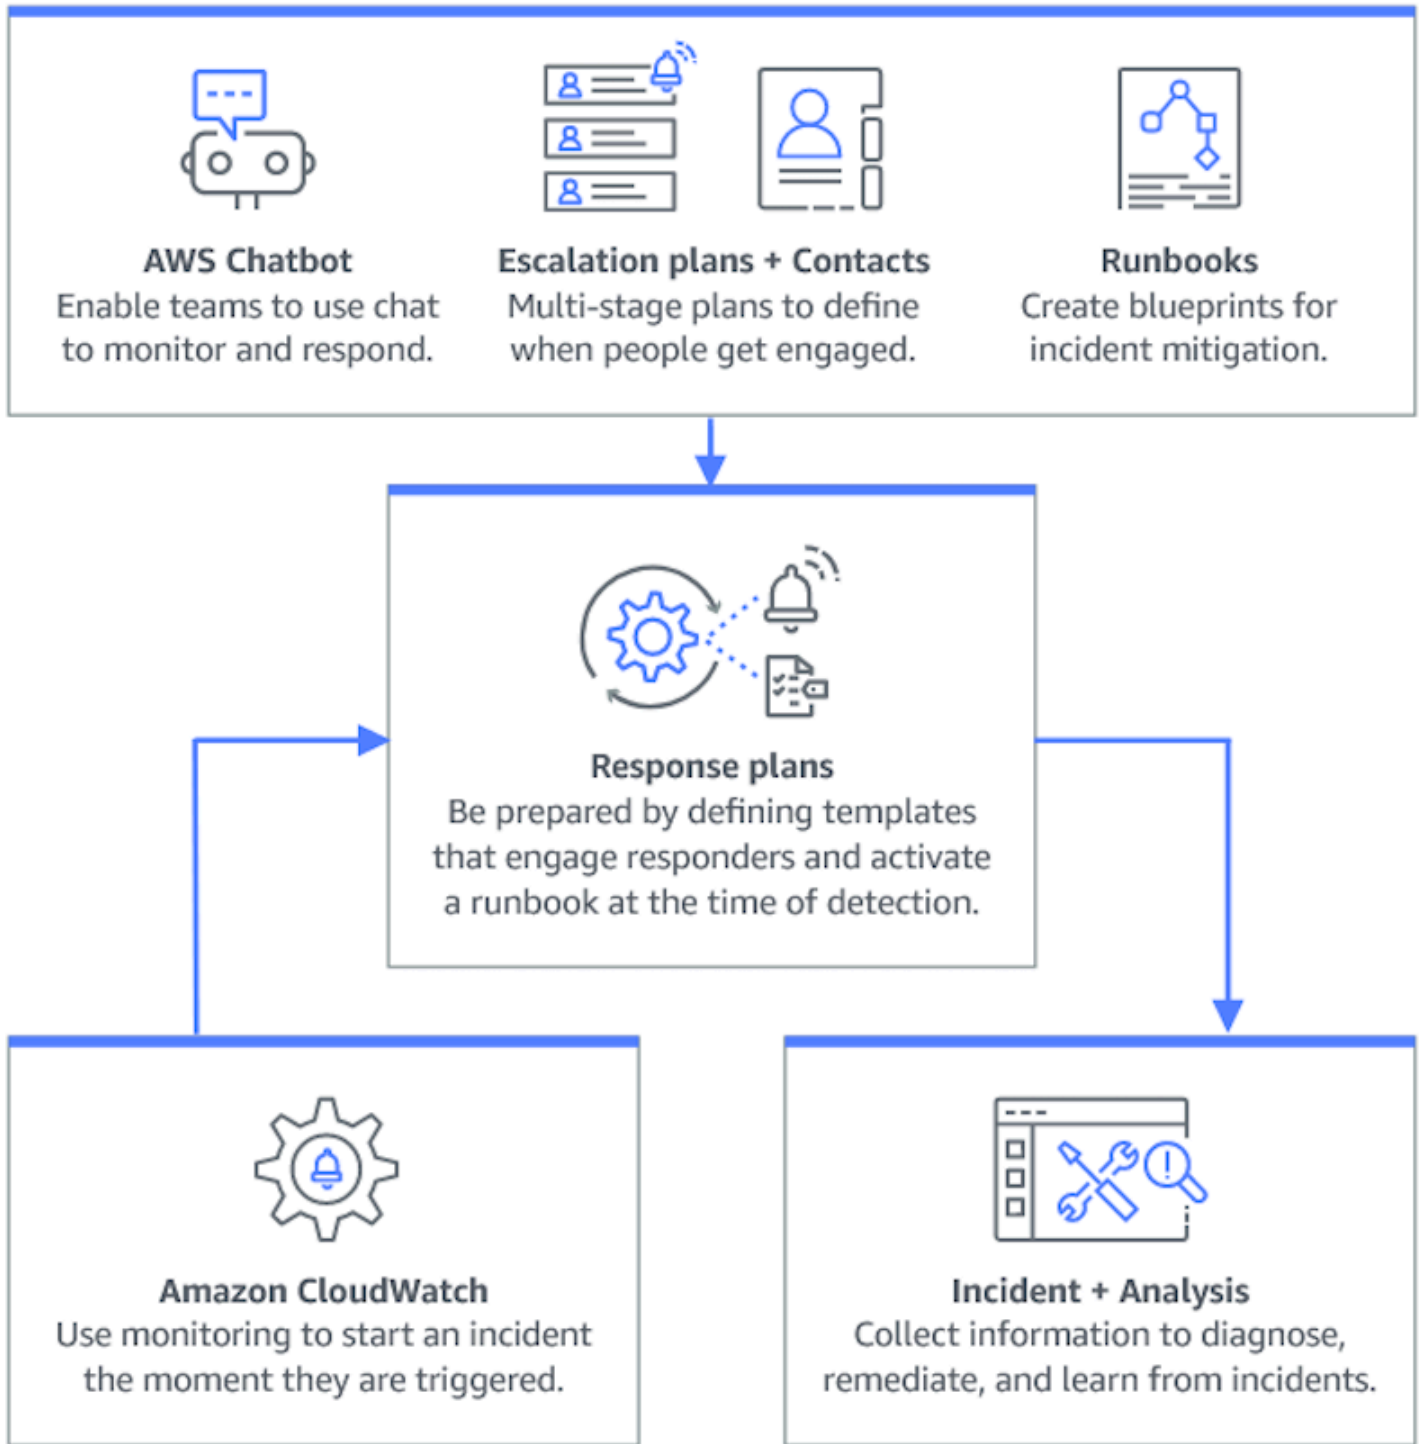 AWS Chatbot
Enable teams to use chat
to monitor and respond.
Escalation plans + Contacts
Multi-stage plans to define
when people get engaged.
Runbooks
Create blueprints for
incident mitigation.
Response plans
Be prepared by defining templates
that engage responders and activate
a runbook at the time of detection.
Amazon CloudWatch
Use monitoring to start an incident
the moment they are triggered.
Incident + Analysis
Collect information to diagnose,
remediate, and learn from incidents.